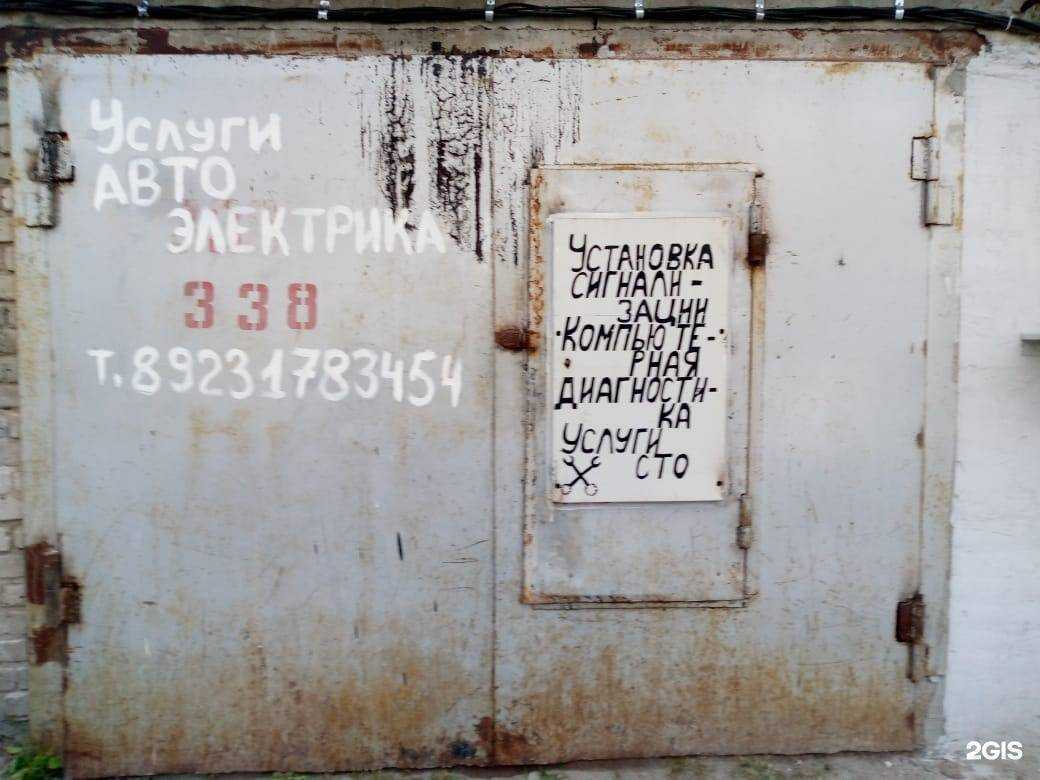 Услуги
АВТО
ЭЛЕКТРИКА
338
т.89231783454
Установка
сигнали-
зации
Компьюте-
рная
диагности-
ка
Услуги
СТО
2GIS